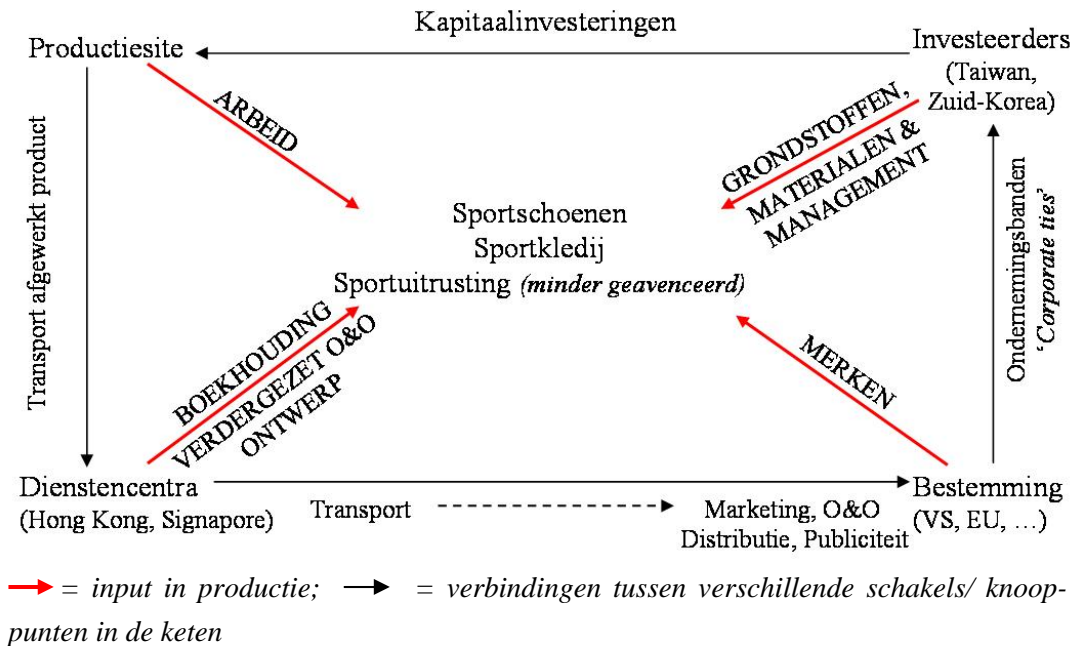 Kapitaalinvesteringen
Productiesite
Investeerders
(Taiwan,
Zuid-Korea)
ARBEID
GRONDSTOFFEN,
MATERIALEN &
MANAGEMENT
Transport afgewerkt product
Sportschoenen
Sportkledij
Sportuitrusting (minder geavenceerd)
Ondernemingsbanden
‘Corporate ties’
BOEKHOUDING
VERDERGEZET O&O
ONTWERP
MERKEN
Dienstencentra
(Hong Kong, Signapore)
Transport
Marketing, O&O
Distributie, Publiciteit
Bestemming
(VS, EU, ...)
= input in productie; = verbindingen tussen verschillende schakels/ knoop-
punten in de keten